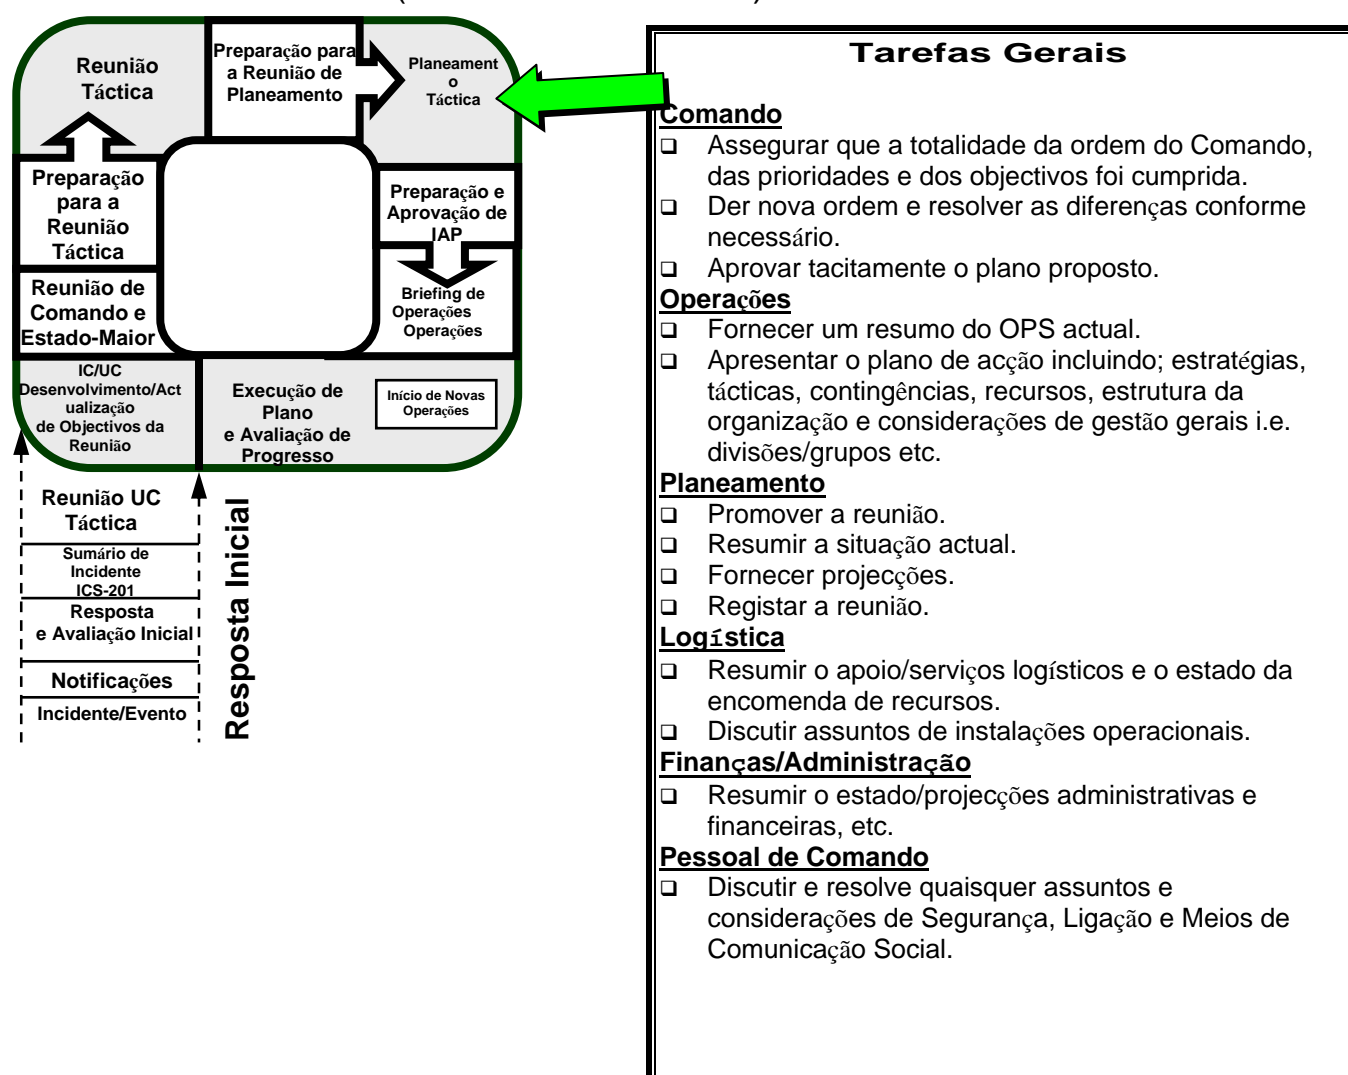 Reunião
Táctica
Preparação para
a Reunião de
Planeamento
Planeament
o
Táctica
Preparação
para a
Reunião
Táctica
Preparação e
Aprovação de
IAP
Reunião de
Comando e
Estado-Maior
Briefing de
Operações
Operações
IC/UC
Desenvolvimento/Act
ualização
de Objectivos da
Reunião
Execução de
Plano
e Avaliação de
Progresso
Início de Novas
Operações
Reunião UC
Táctica
Sumário de
Incidente
ICS-201
Resposta
e Avaliação Inicial
Notificações
Incidente/Evento
Resposta Inicial
Tarefas Gerais
Comando
❑ Assegurar que a totalidade da ordem do Comando,
das prioridades e dos objectivos foi cumprida.
❑ Der nova ordem e resolver as diferenças conforme
necessário.
❑ Aprovar tacitamente o plano proposto.
Operações
❑ Fornecer um resumo do OPS actual.
❑ Apresentar o plano de acção incluindo; estratégias,
tácticas, contingências, recursos, estrutura da
organização e considerações de gestão gerais i.e.
divisões/grupos etc.
Planeamento
❑ Promover a reunião.
❑ Resumir a situação actual.
❑ Fornecer projecções.
❑ Registar a reunião.
Logística
❑ Resumir o apoio/serviços logísticos e o estado da
encomenda de recursos.
❑ Discutir assuntos de instalações operacionais.
Finanças/Administração
❑ Resumir o estado/projecções administrativas e
financeiras, etc.
Pessoal de Comando
❑ Discutir e resolve quaisquer assuntos e
considerações de Segurança, Ligação e Meios de
Comunicação Social.